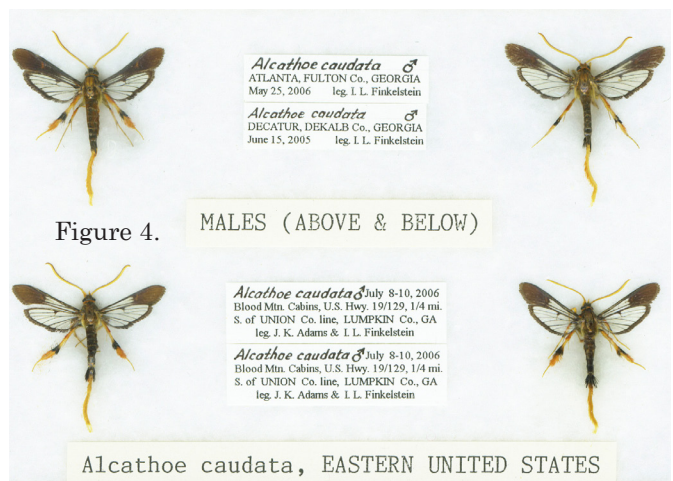 Alcathoe caudata ♂
ATLANTA, FULTON Co., GEORGIA
May 25, 2006 leg. I. L. Finkelstein
Alcathoe caudata ♂
DECATUR, DEKALB Co., GEORGIA
June 15, 2005 leg. I. L. Finkelstein
Figure 4.
MALES (ABOVE & BELOW)
Alcathoe caudata ♂ July 8-10, 2006
Blood Mtn. Cabins, U.S. Hwy. 19/129, 1/4 mi.
S. of UNION Co. line, LUMPKIN Co., GA
leg. J. K. Adams & I. L. Finkelstein
Alcathoe caudata ♂ July 8-10, 2006
Blood Mtn. Cabins, U.S. Hwy. 19/129, 1/4 mi.
S. of UNION Co. line, LUMPKIN Co., GA
leg. J. K. Adams & I. L. Finkelstein
Alcathoe caudata, EASTERN UNITED STATES